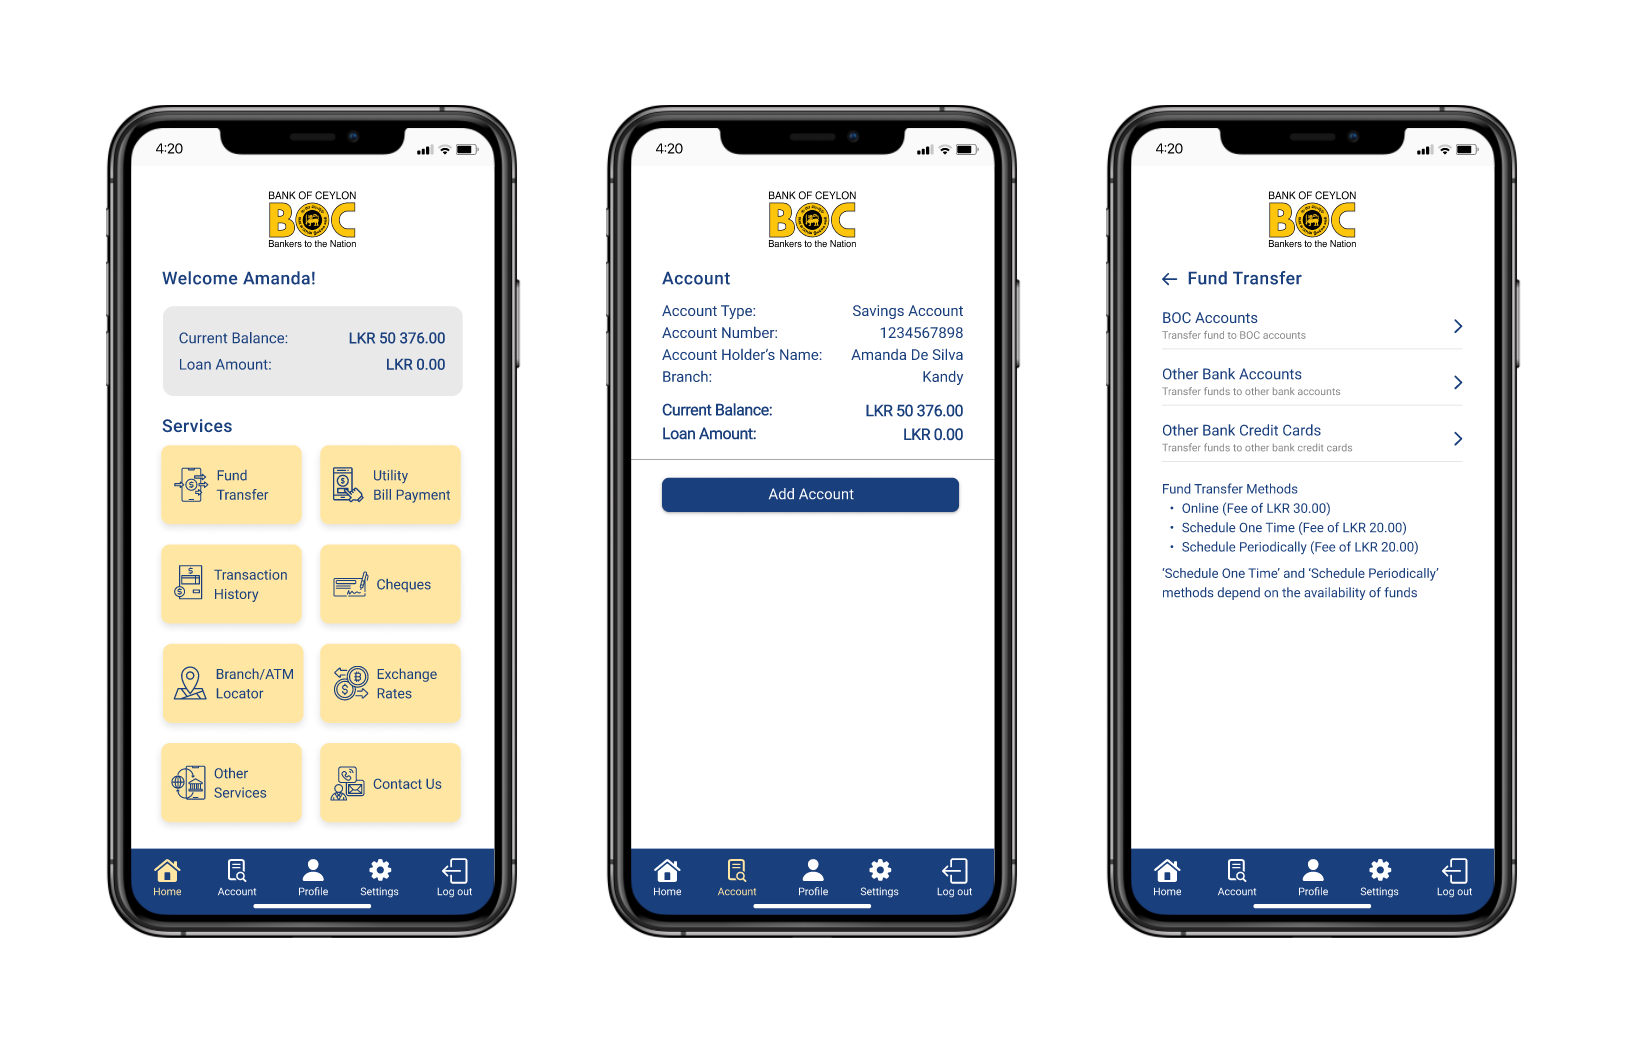 4:20
BANK OF CEYLON
BOC
Bankers to the Nation
Welcome Amanda!
Current Balance: LKR 50 376.00
Loan Amount: LKR 0.00
Services
Fund
Transfer
Utility
Bill Payment
Transaction
History
Cheques
Branch/ATM
Locator
Exchange
Rates
Other
Services
Contact Us
Home Account Profile Settings Log out
4:20
BANK OF CEYLON
BOC
Bankers to the Nation
Account
Account Type: Savings Account
Account Number: 1234567898
Account Holder's Name: Amanda De Silva
Branch: Kandy
Current Balance: LKR 50 376.00
Loan Amount: LKR 0.00
Add Account
Home Account Profile Settings Log out
4:20
BANK OF CEYLON
BOC
Bankers to the Nation
Fund Transfer
BOC Accounts
Transfer fund to BOC accounts
Other Bank Accounts
Transfer funds to other bank accounts
Other Bank Credit Cards
Transfer funds to other bank credit cards
Fund Transfer Methods
• Online (Fee of LKR 30.00)
• Schedule One Time (Fee of LKR 20.00)
• Schedule Periodically (Fee of LKR 20.00)
‘Schedule One Time’ and ‘Schedule Periodically’
methods depend on the availability of funds
Home Account Profile Settings Log out